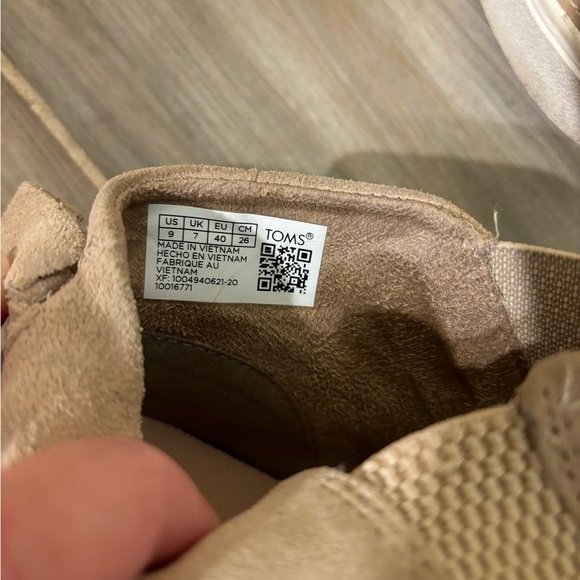 US UK EU CM
9 7 40 26
TOMS®
MADE IN VIETNAM
HECHO EN VIETNAM
FABRIQUE AU
VIETNAM
XF: 1004940621-20
10016771